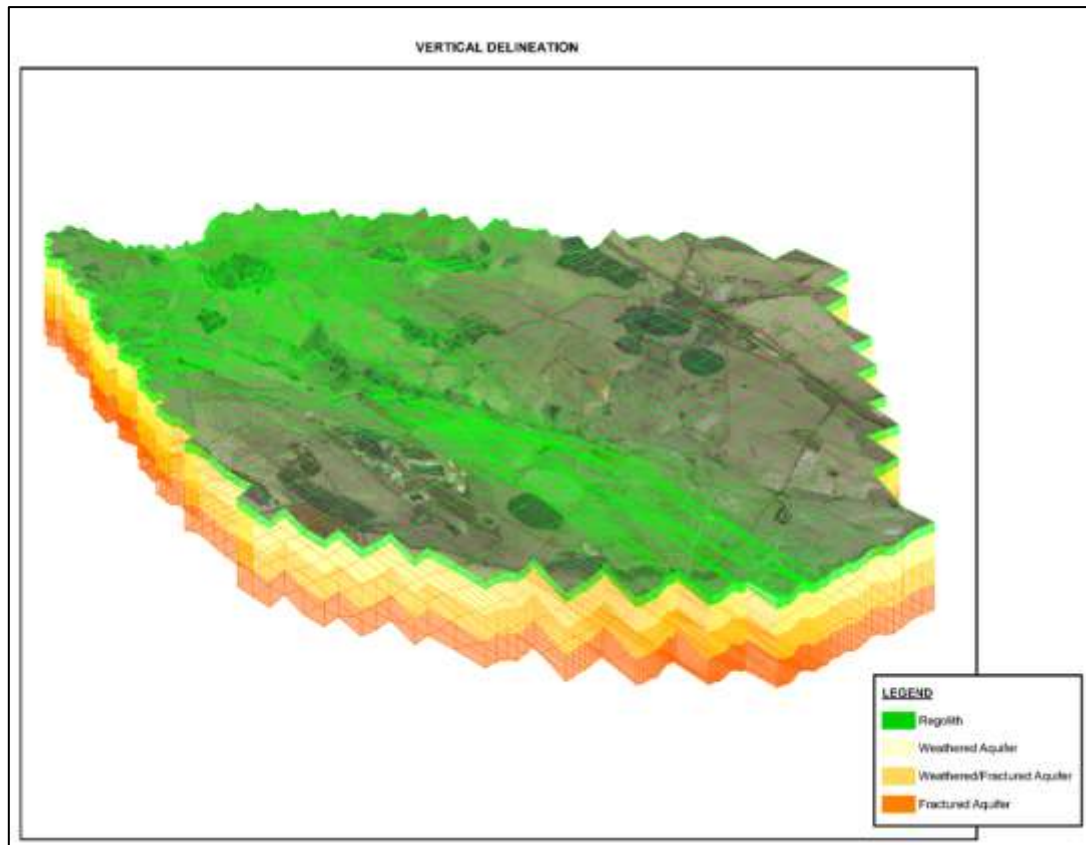 VERTICAL DELINEATION
LEGEND
Regolith
Weathered Aquifer
Weathered/Fractured Aquifer
Fractured Aquifer